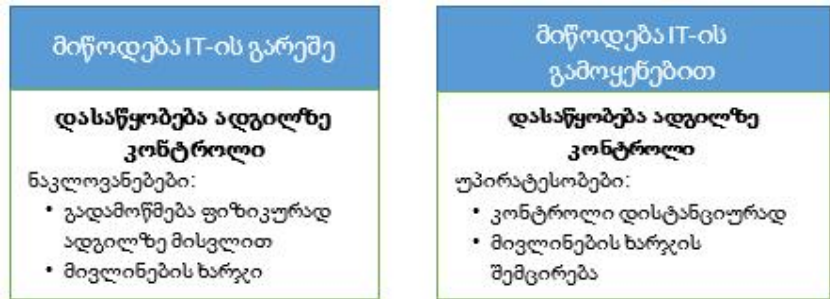 მიწოდება IT-ის გარეშე
დასაწყობება ადგილზე
კონტროლი
ნაკლოვანებები:
• გადამოწმება ფიზიკურად
ადგილზე მისვლით
• მივლინების ხარჯი
მიწოდება IT-ის
გამოყენებით
დასაწყობება ადგილზე
კონტროლი
უპირატესობები:
• კონტროლი დისტანციურად
• მივლინების ხარჯის
შემცირება